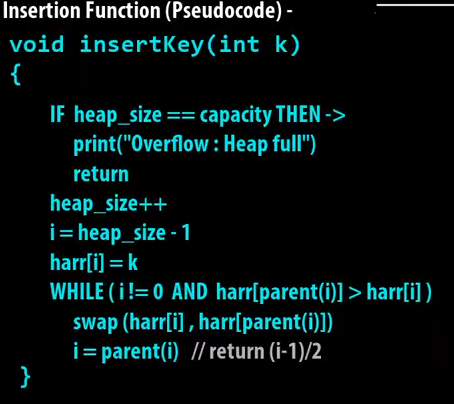 Insertion Function (Pseudocode) -
void insertKey(int k)
{
IF heap_size == capacity THEN ->
print("Overflow : Heap full")
return
heap_size++
i = heap_size - 1
harr[i] = k
WHILE ( i != 0 AND harr[parent(i)] > harr[i] )
swap (harr[i] , harr[parent(i)])
i = parent(i) // return (i-1)/2
}